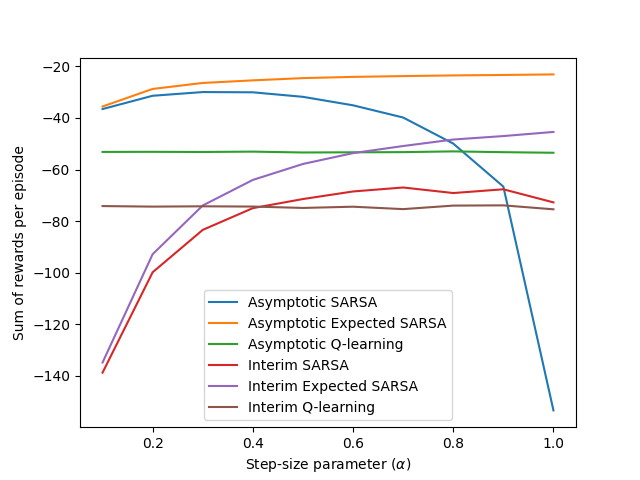 −20
−40
−60
−80
−100
−120
−140
Sum of rewards per episode
Asymptotic SARSA
Asymptotic Expected SARSA
Asymptotic Q-learning
Interim SARSA
Interim Expected SARSA
Interim Q-learning
0.2 0.4 0.6 0.8 1.0
Step-size parameter (α)